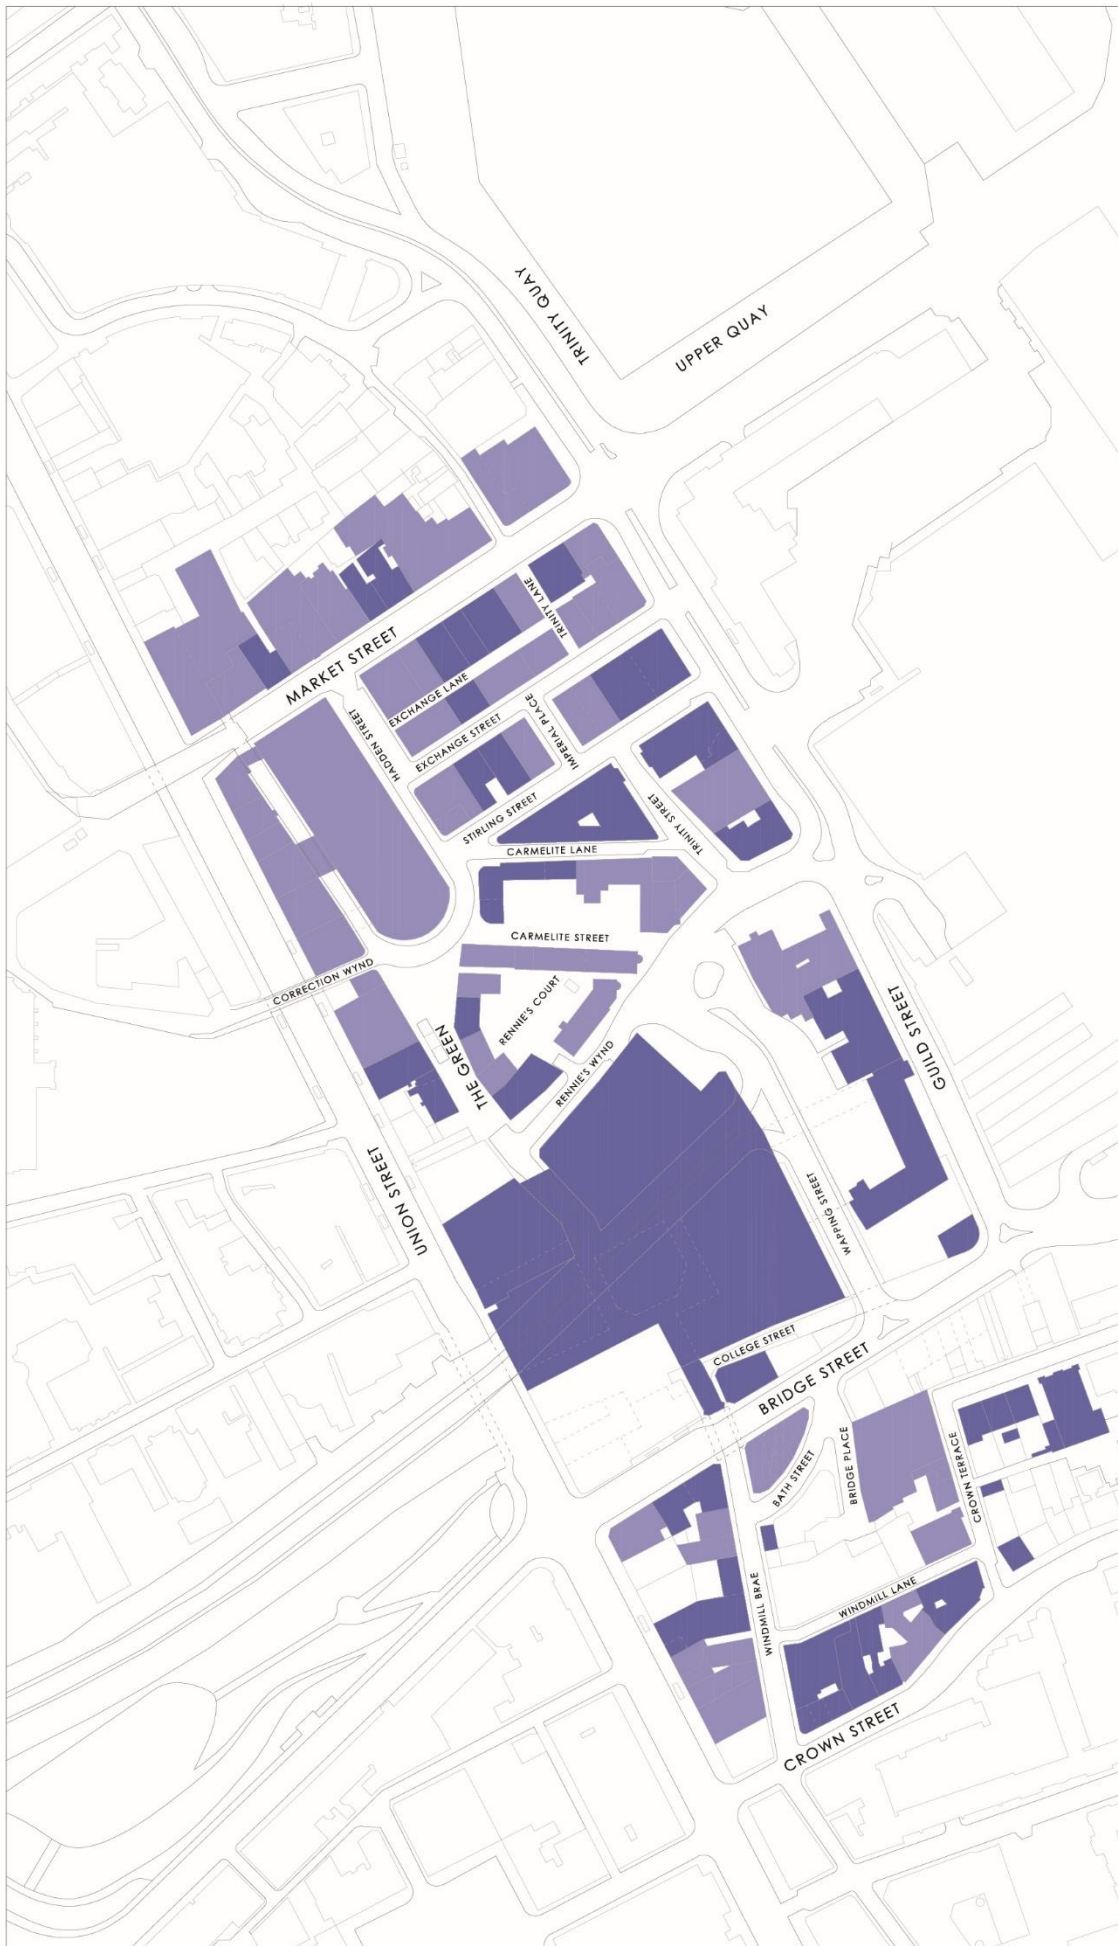 TRINITY QUAY
UPPER QUAY
MARKET STREET
TRINITY LANE
EXCHANGE LANE
HADDEN STREET
EXCHANGE STREET
IMPERIAL PLACE
STIRLING STREET
TRINITY STREET
CARMELITE LANE
CARMELITE STREET
CORRECTION WYND
RENNIE'S COURT
THE GREEN
RENNIE'S WYND
GUILD STREET
UNION STREET
WAPPING STREET
COLLEGE STREET
BRIDGE STREET
BATH STREET
BRIDGE PLACE
CROWN TERRACE
WINDMILL BRAE
WINDMILL LANE
CROWN STREET